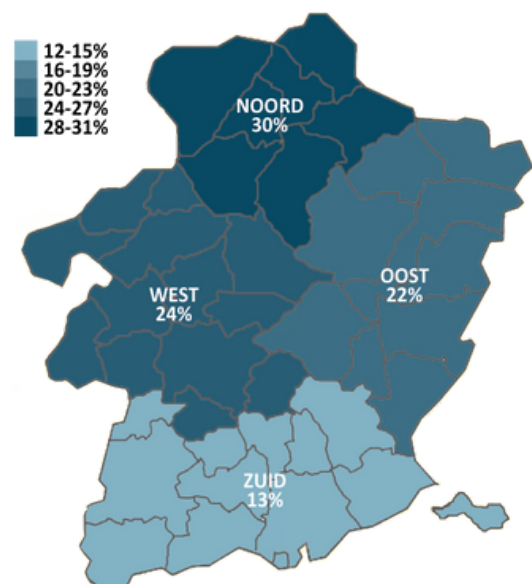 12-15%
16-19%
20-23%
24-27%
28-31%
NOORD
30%
OOST
22%
WEST
24%
ZUID
13%